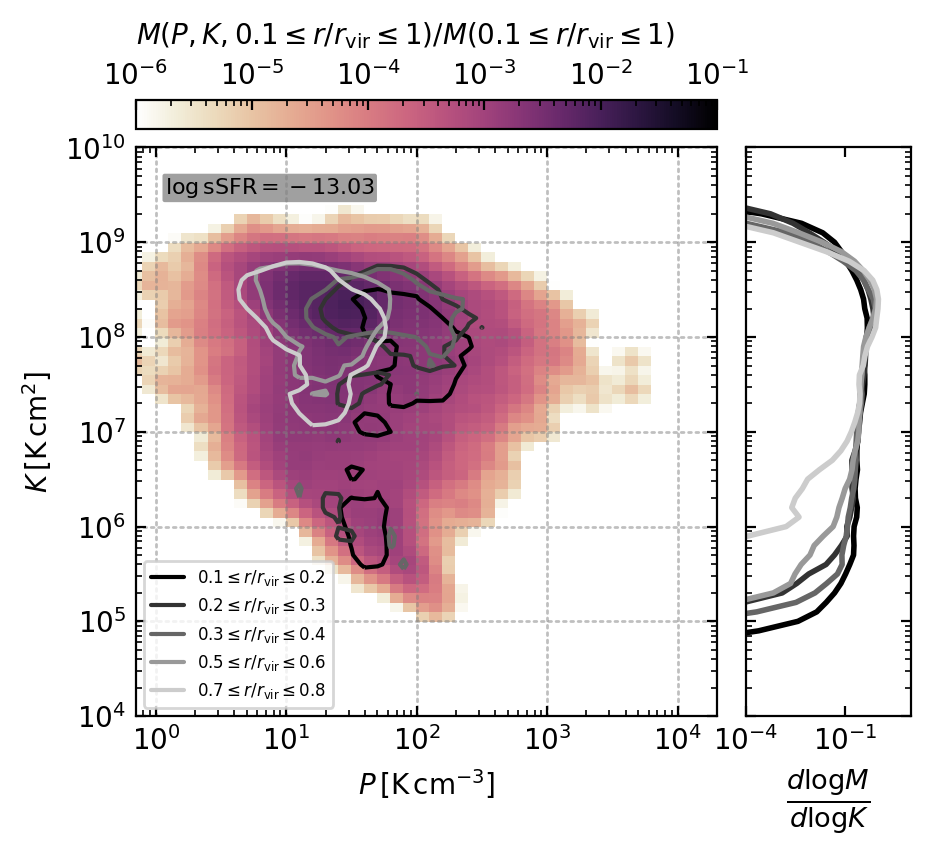 M(P, K, 0.1 ≤ r/r_vir ≤ 1)/M(0.1 ≤ r/r_vir ≤ 1)
10^−6 10^−5 10^−4 10^−3 10^−2 10^−1
log sSFR = −13.03
10^10
10^9
10^8
10^7
10^6
10^5
10^4
K [K cm^2]
0.1 ≤ r/r_vir ≤ 0.2
0.2 ≤ r/r_vir ≤ 0.3
0.3 ≤ r/r_vir ≤ 0.4
0.5 ≤ r/r_vir ≤ 0.6
0.7 ≤ r/r_vir ≤ 0.8
10^0 10^1 10^2 10^3 10^4
P [K cm^−3]
10^−4 10^−1
dlogM
dlogK